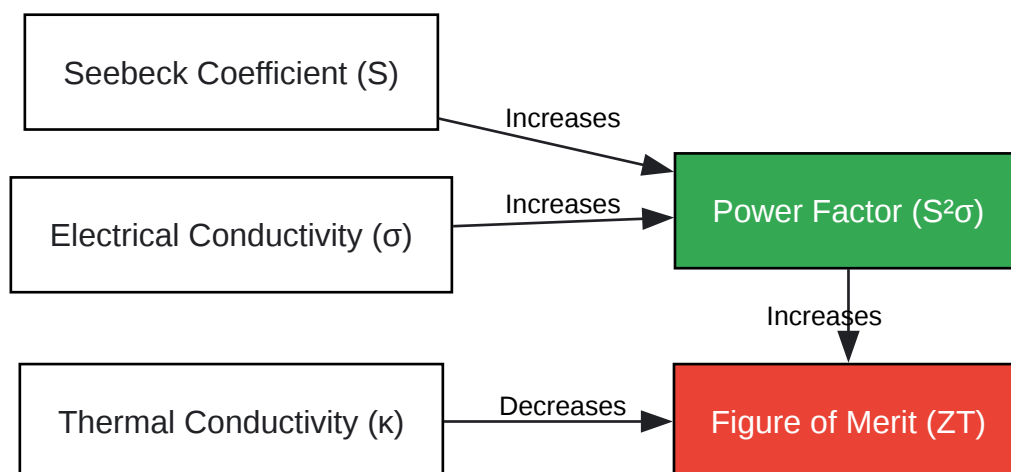 Seebeck Coefficient (S)
Increases
Electrical Conductivity (σ)
Increases
Power Factor (S²σ)
Increases
Thermal Conductivity (κ)
Decreases
Figure of Merit (ZT)